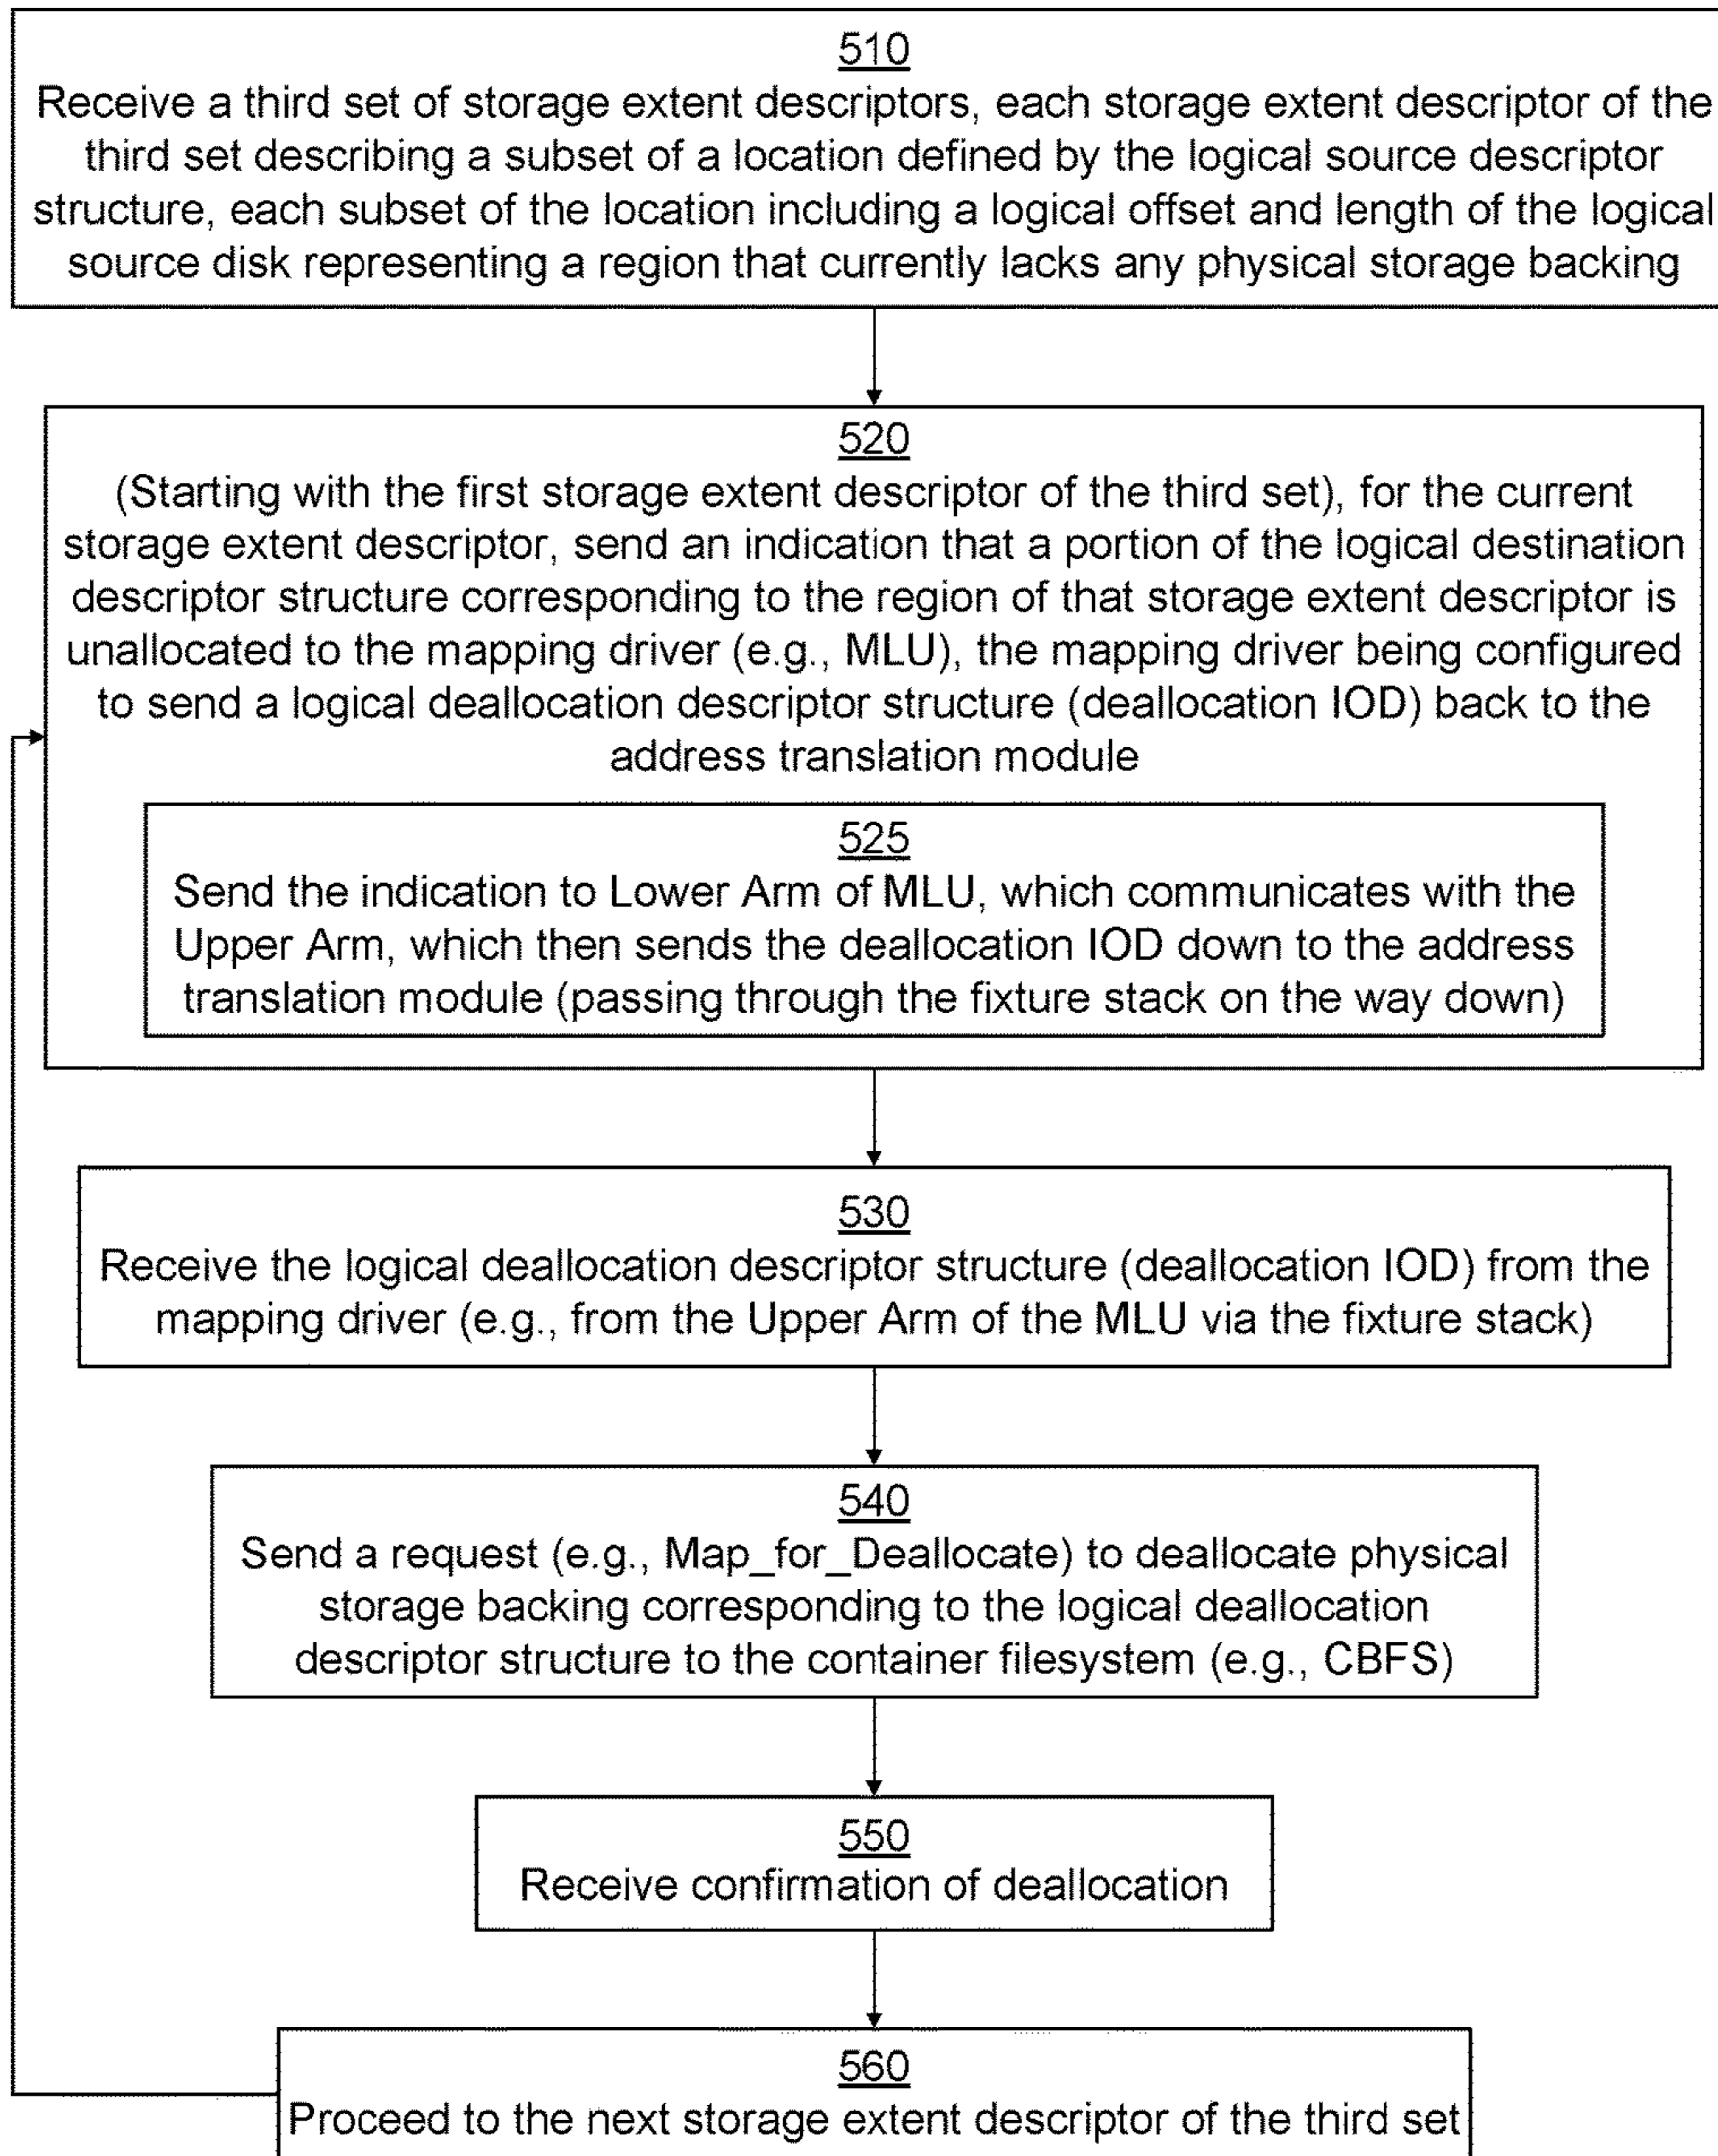 510
Receive a third set of storage extent descriptors, each storage extent descriptor of the
third set describing a subset of a location defined by the logical source descriptor
structure, each subset of the location including a logical offset and length of the logical
source disk representing a region that currently lacks any physical storage backing
520
(Starting with the first storage extent descriptor of the third set), for the current
storage extent descriptor, send an indication that a portion of the logical destination
descriptor structure corresponding to the region of that storage extent descriptor is
unallocated to the mapping driver (e.g., MLU), the mapping driver being configured
to send a logical deallocation descriptor structure (deallocation IOD) back to the
address translation module
525
Send the indication to Lower Arm of MLU, which communicates with the
Upper Arm, which then sends the deallocation IOD down to the address
translation module (passing through the fixture stack on the way down)
530
Receive the logical deallocation descriptor structure (deallocation IOD) from the
mapping driver (e.g., from the Upper Arm of the MLU via the fixture stack)
540
Send a request (e.g., Map_for_Deallocate) to deallocate physical
storage backing corresponding to the logical deallocation
descriptor structure to the container filesystem (e.g., CBFS)
550
Receive confirmation of deallocation
560
Proceed to the next storage extent descriptor of the third set